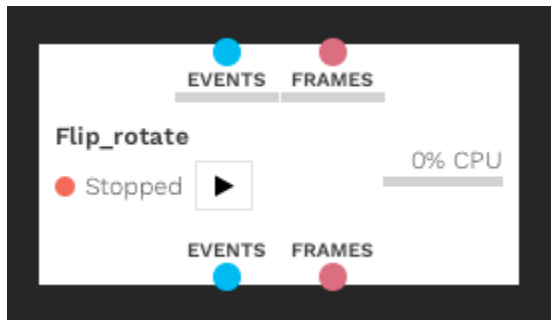 EVENTS FRAMES
Flip_rotate
0% CPU
Stopped
EVENTS FRAMES